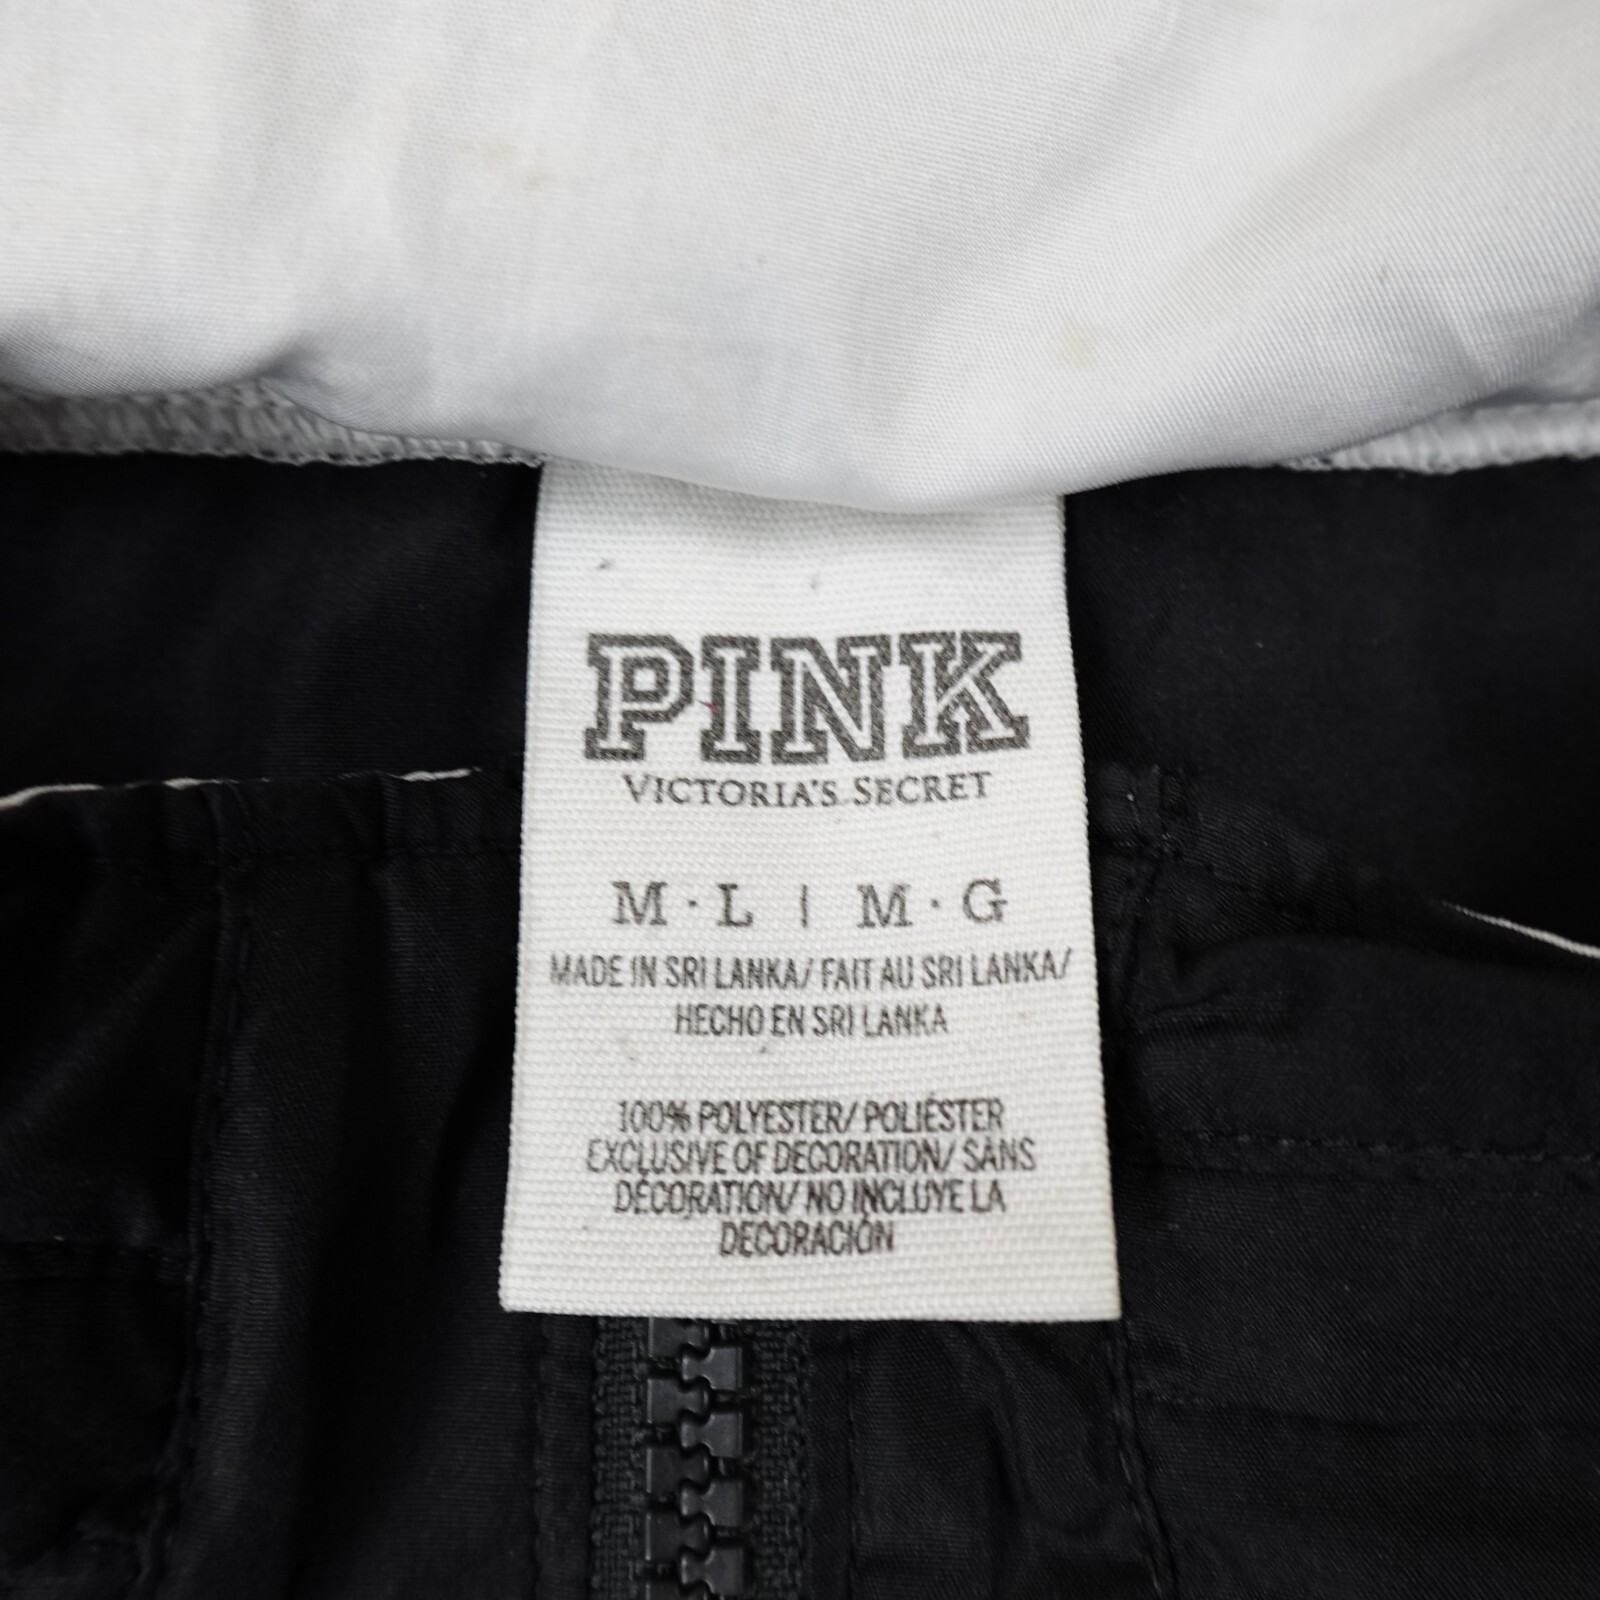 PINK
VICTORIA'S SECRET
M · L | M · G
MADE IN SRI LANKA/ FAIT AU SRI LANKA/
HECHO EN SRI LANKA
100% POLYESTER/ POLIÉSTER
EXCLUSIVE OF DECORATION/ SANS
DÉCORATION/ NO INCLUYE LA
DECORACIÓN